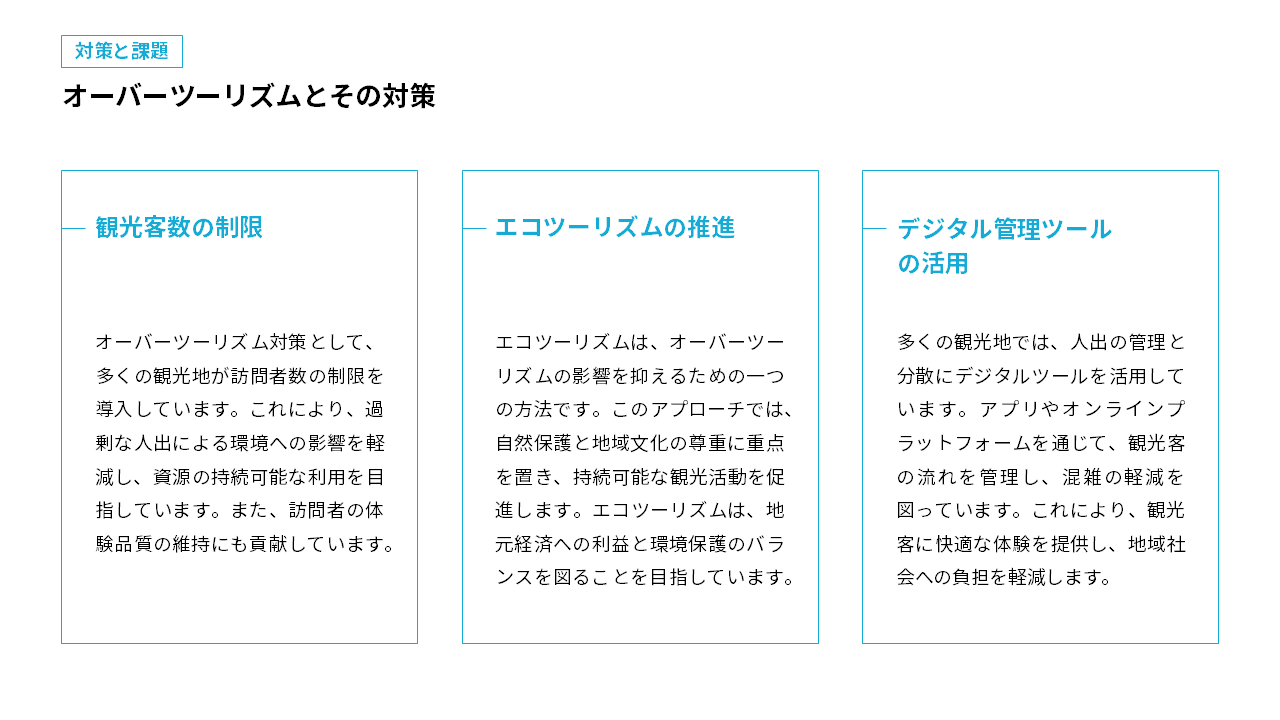 対策と課題
オーバーツーリズムとその対策
観光客数の制限
オーバーツーリズム対策として、
多くの観光地が訪問者数の制限を
導入しています。これにより、過
剰な人出による環境への影響を軽
減し、資源の持続可能な利用を目
指しています。また、訪問者の体
験品質の維持にも貢献しています。
エコツーリズムの推進
エコツーリズムは、オーバーツー
リズムの影響を抑えるための一つ
の方法です。このアプローチでは、
自然保護と地域文化の尊重に重点
を置き、持続可能な観光活動を促
進します。エコツーリズムは、地
元経済への利益と環境保護のバラ
ンスを図ることを目指しています。
デジタル管理ツール
の活用
多くの観光地では、人出の管理と
分散にデジタルツールを活用して
います。アプリやオンラインプ
ラットフォームを通じて、観光客
の流れを管理し、混雑の軽減を
図っています。これにより、観光
客に快適な体験を提供し、地域社
会への負担を軽減します。